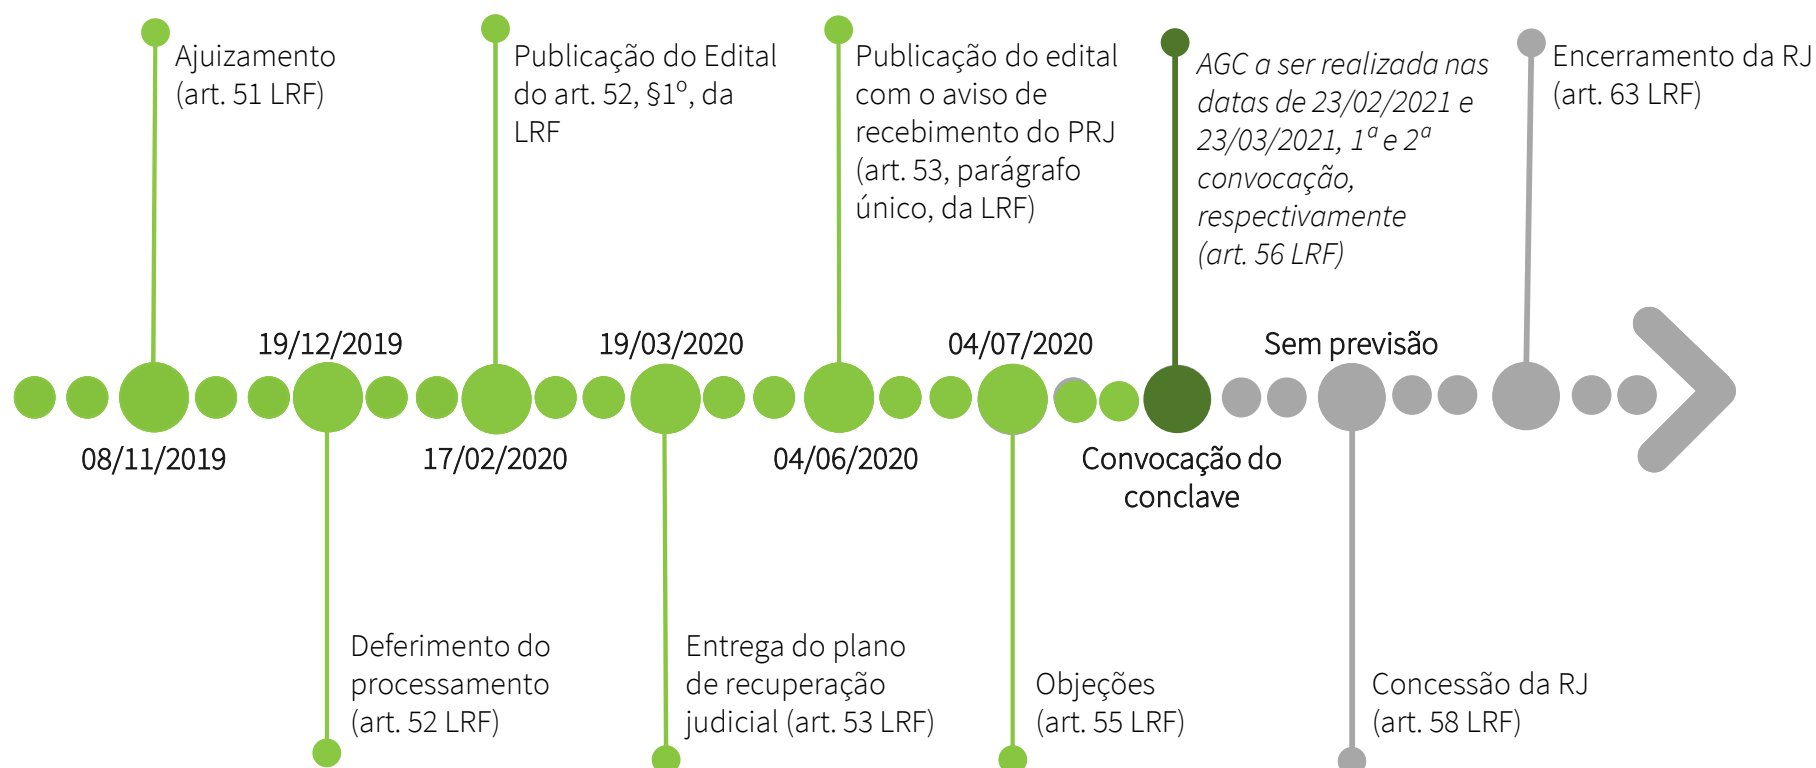 Ajuizamento
(art. 51 LRF)
Publicação do Edital
do art. 52, §1º, da
LRF
Publicação do edital
com o aviso de
recebimento do PRJ
(art. 53, parágrafo
único, da LRF)
AGC a ser realizada nas
datas de 23/02/2021 e
23/03/2021, 1ª e 2ª
convocação,
respectivamente
(art. 56 LRF)
Encerramento da RJ
(art. 63 LRF)
19/12/2019
19/03/2020
04/07/2020
Sem previsão
08/11/2019
17/02/2020
04/06/2020
Convocação do
conclave
Deferimento do
processamento
(art. 52 LRF)
Entrega do plano
de recuperação
judicial (art. 53 LRF)
Objeções
(art. 55 LRF)
Concessão da RJ
(art. 58 LRF)